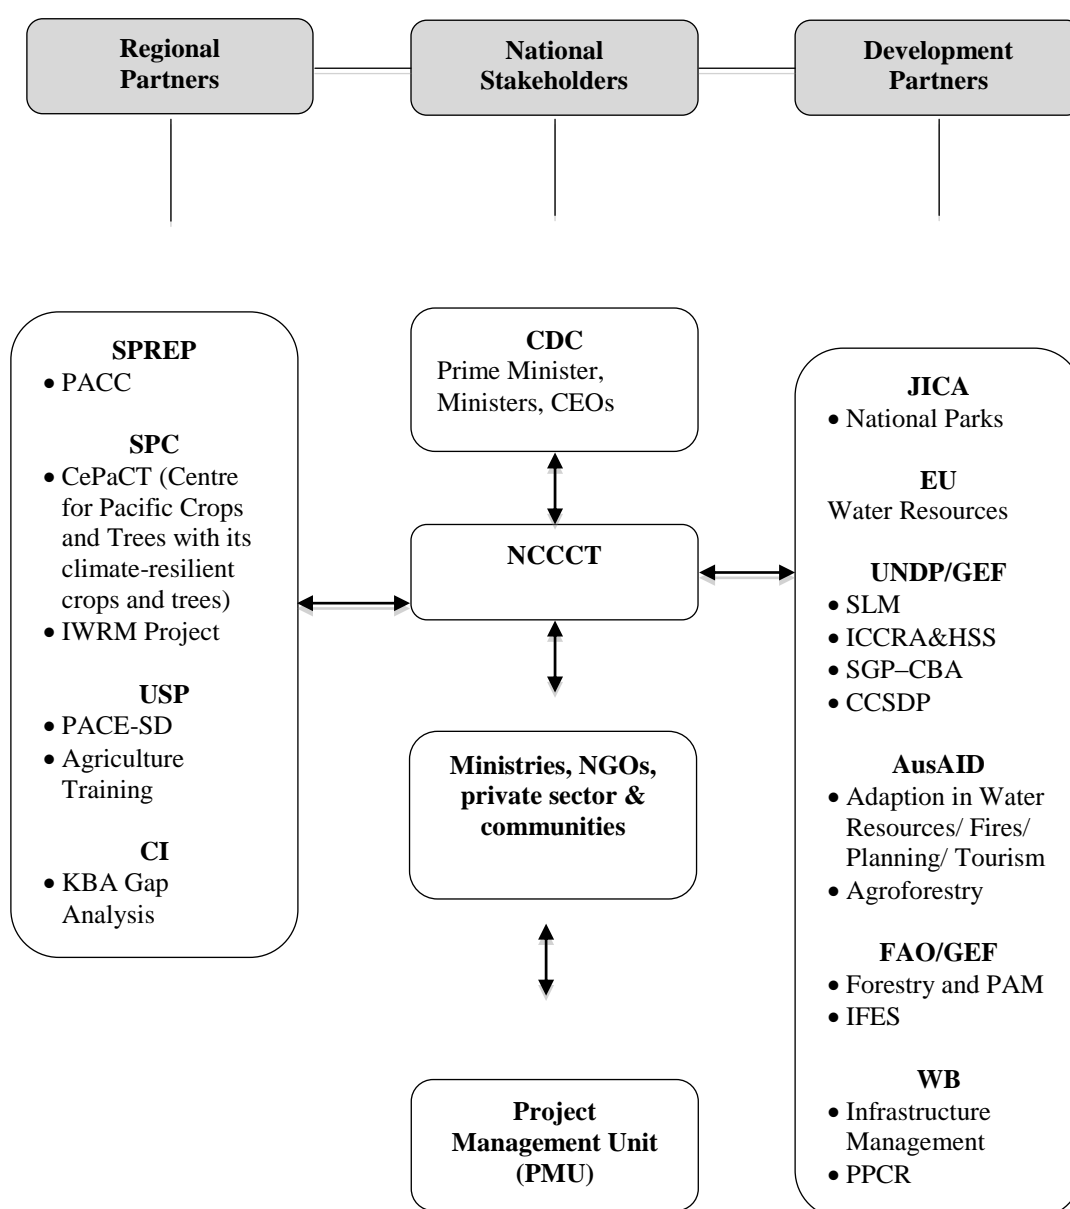 Regional
Partners
National
Stakeholders
Development
Partners
SPREP
• PACC
SPC
• CePaCT (Centre
for Pacific Crops
and Trees with its
climate-resilient
crops and trees)
• IWRM Project
USP
• PACE-SD
• Agriculture
Training
CI
• KBA Gap
Analysis
CDC
Prime Minister,
Ministers, CEOs
NCCCT
Ministries, NGOs,
private sector &
communities
Project
Management Unit
(PMU)
JICA
• National Parks
EU
Water Resources
UNDP/GEF
• SLM
• ICCRA&HSS
• SGP–CBA
• CCSDP
AusAID
• Adaption in Water
Resources/ Fires/
Planning/ Tourism
• Agroforestry
FAO/GEF
• Forestry and PAM
• IFES
WB
• Infrastructure
Management
• PPCR